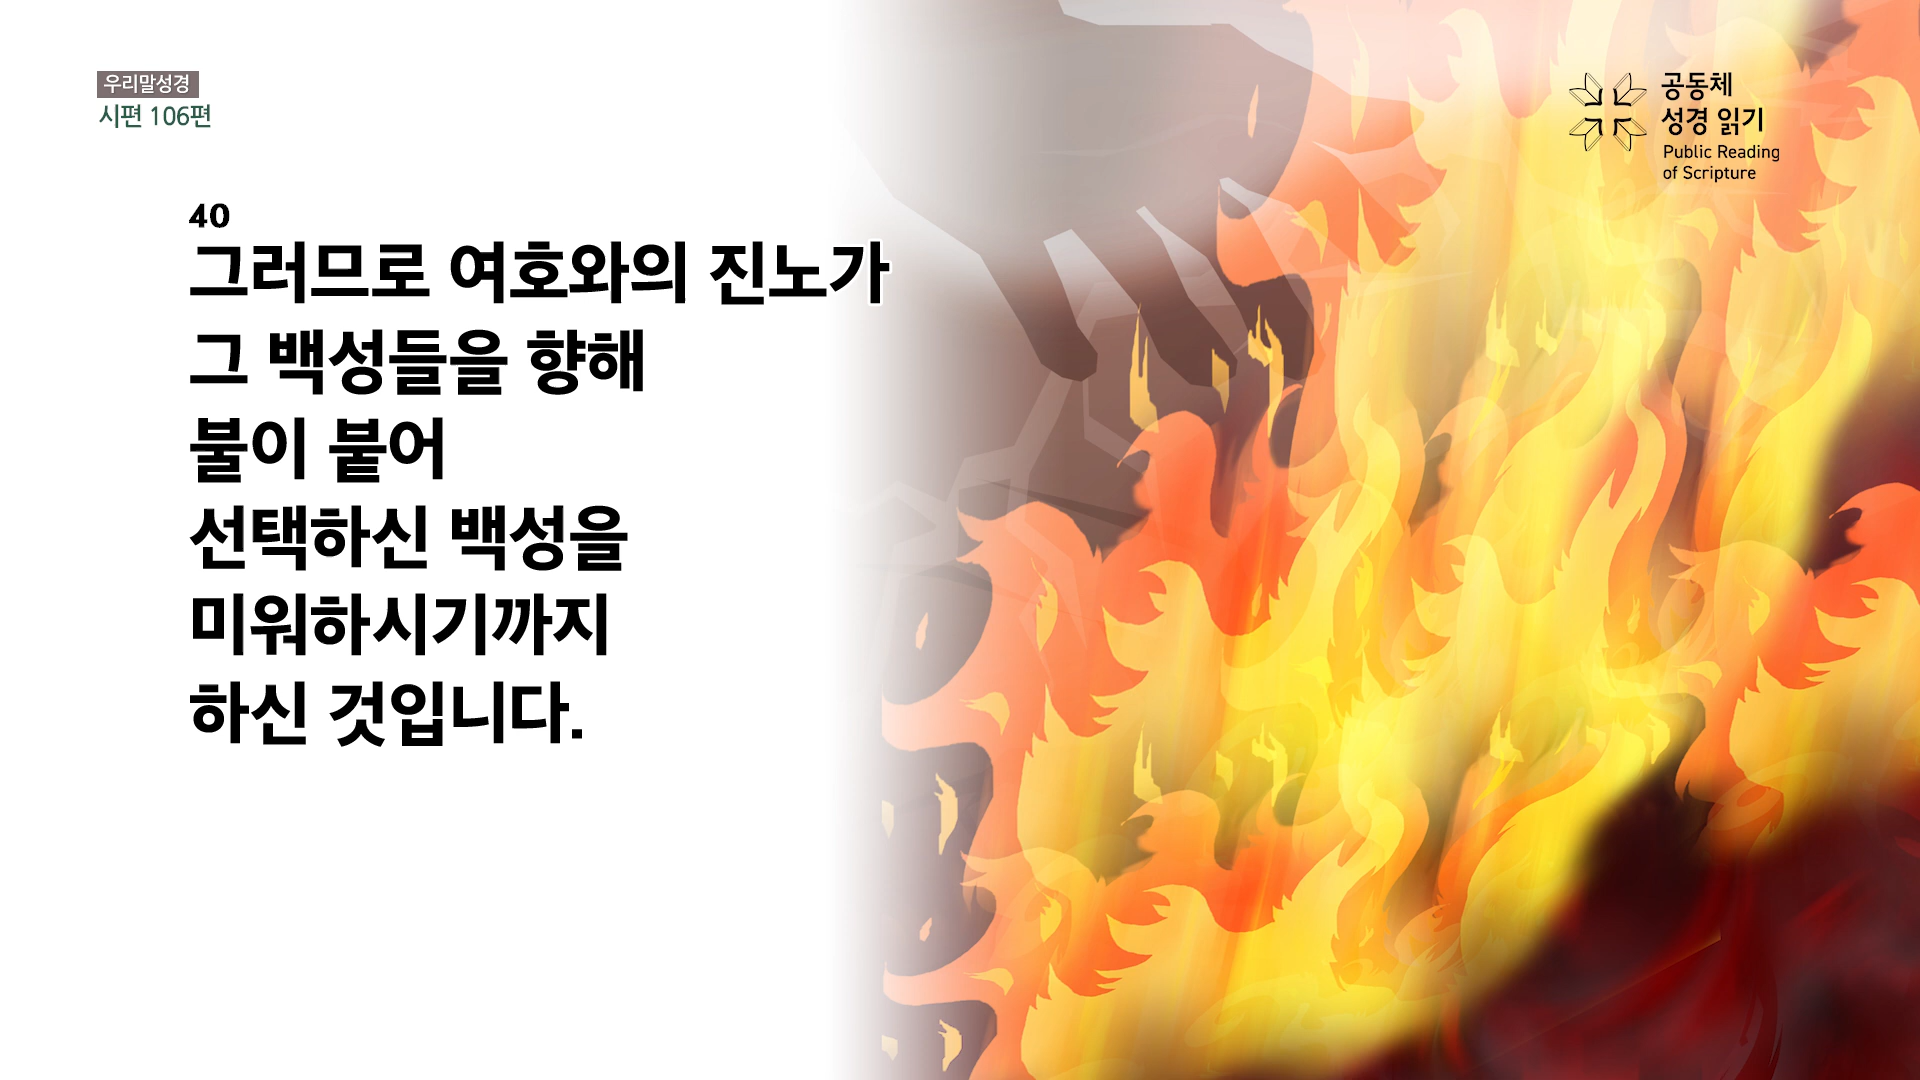 우리말성경
시편 106편
공동체
성경 읽기
Public Reading
of Scripture
40
그러므로 여호와의 진노가
그 백성들을 향해
불이 붙어
선택하신 백성을
미워하시기까지
하신 것입니다.